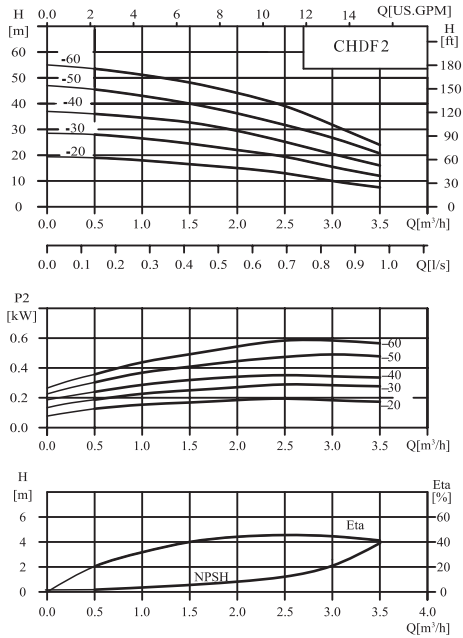 0 2 4 6 8 10 12 14 Q[US.GPM]
H
[m]
H
[ft]
CHDF2
60
50
40
30
20
10
0
180
150
120
90
60
30
0
-60
-50
-40
-30
-20
0.0 0.5 1.0 1.5 2.0 2.5 3.0 3.5
Q[m³/h]
0.0 0.1 0.2 0.3 0.4 0.5 0.6 0.7 0.8 0.9 1.0 Q[l/s]
P2
[kW]
0.6
0.4
0.2
0.0
-60
-50
-40
-30
-20
0.0 0.5 1.0 1.5 2.0 2.5 3.0 3.5
Q[m³/h]
H
[m]
Eta
[%]
6
4
2
0
60
40
20
0
Eta
NPSH
0.0 0.5 1.0 1.5 2.0 2.5 3.0 3.5 4.0
Q[m³/h]